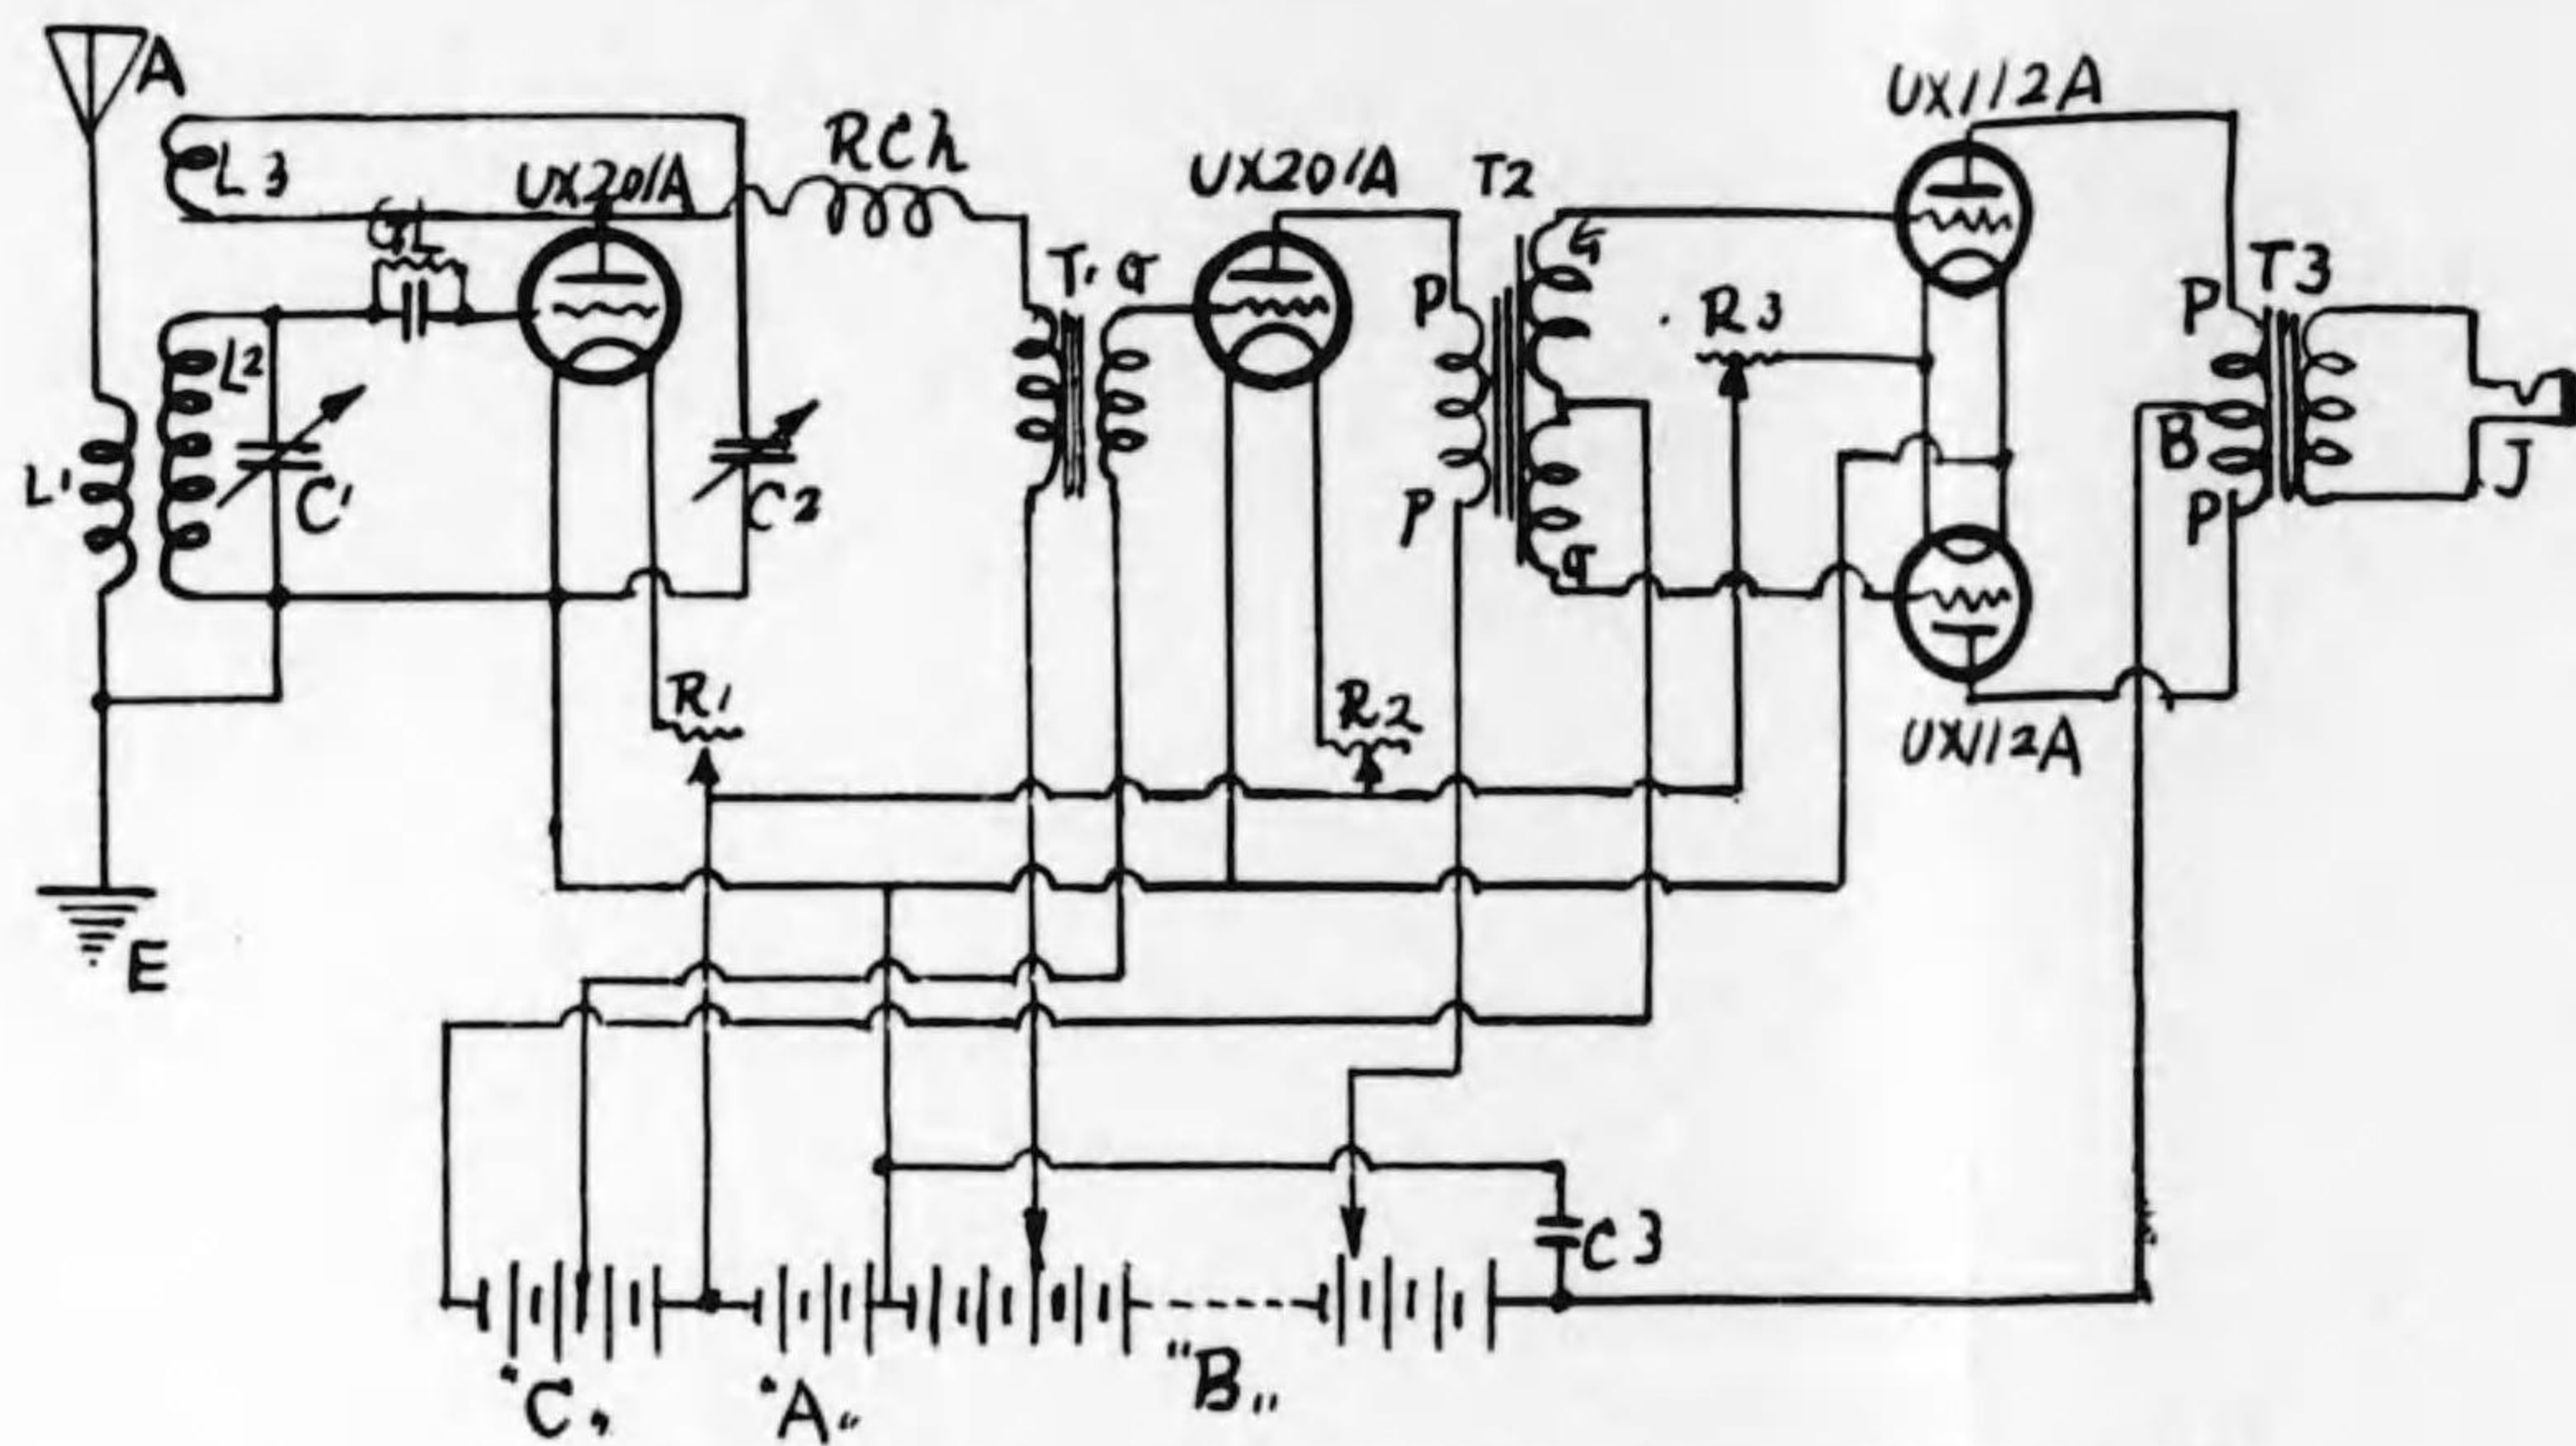 A
UX112A
RCh
L3
UX201A
UX201A
T2
GL
G
T1
G
P
R3
T3
P
L2
B
L1
C1
C2
P
P
J
G
R1
R2
UX112A
E
C3
"B"
"C"
"A"